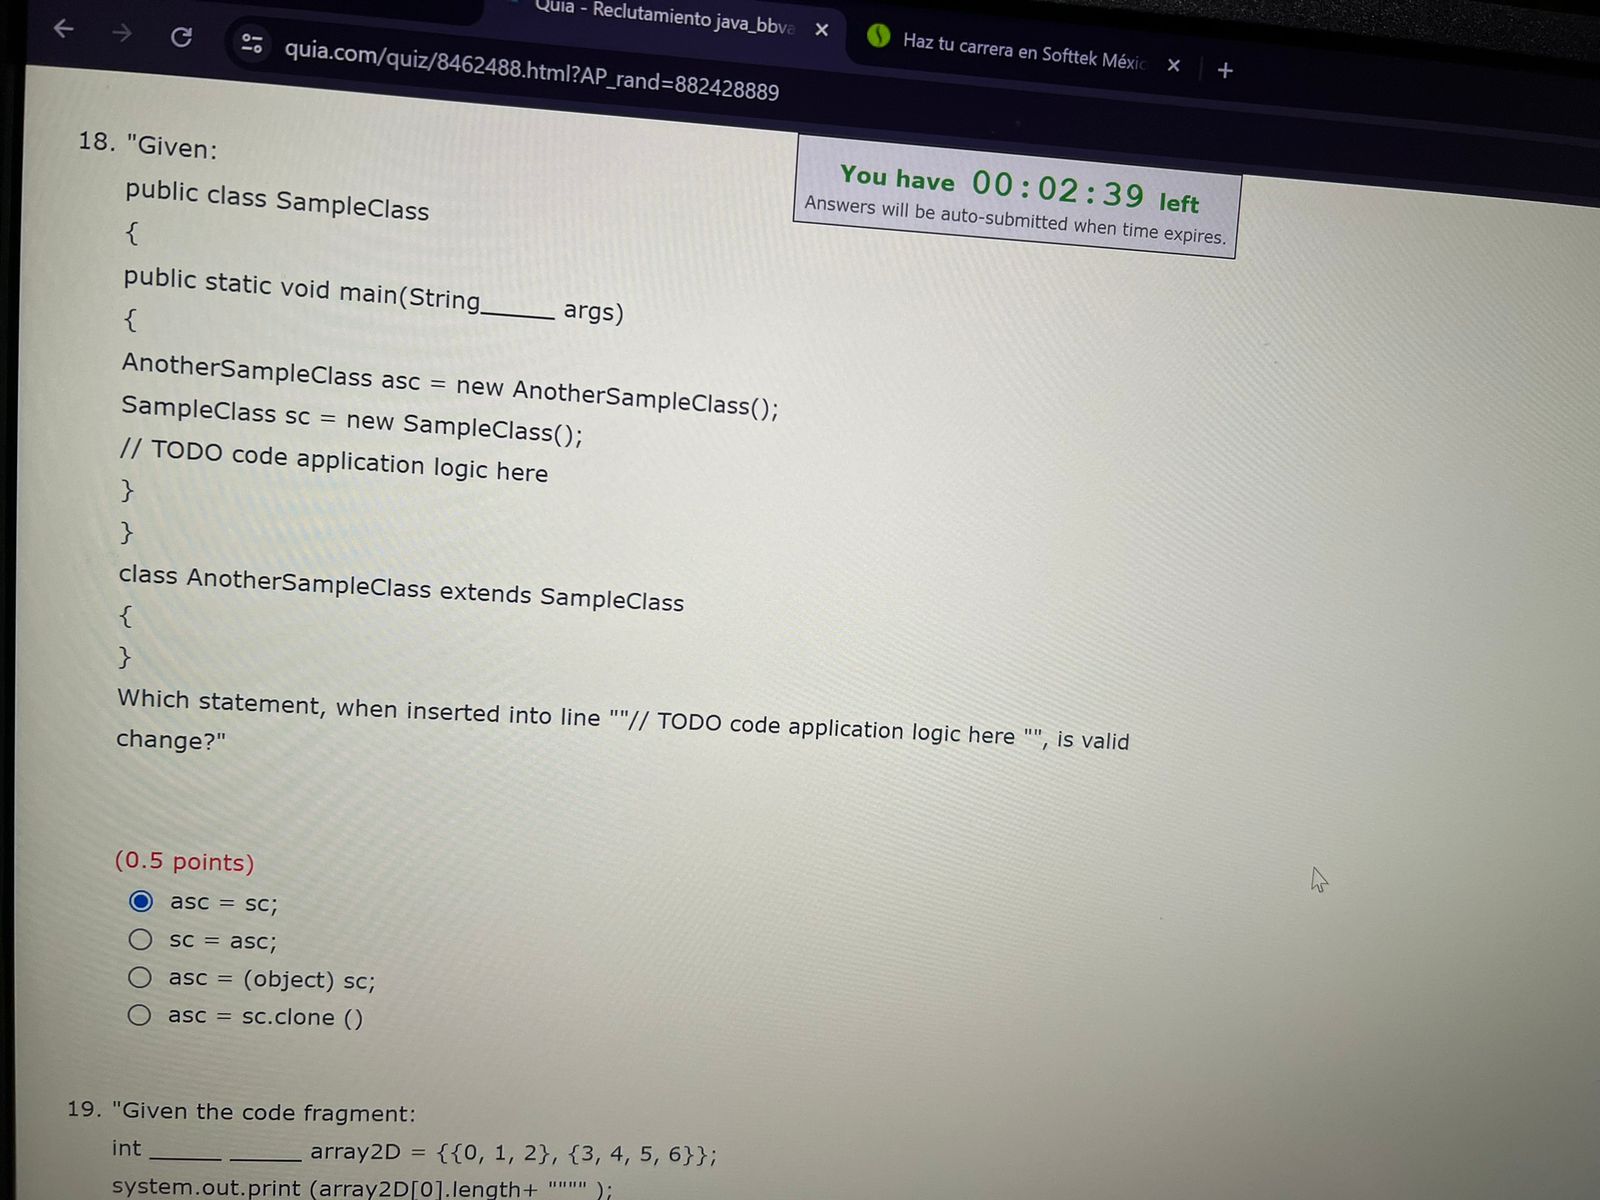 Quia - Reclutamiento java_bbva
Haz tu carrera en Softtek Méxic
quia.com/quiz/8462488.html?AP_rand=882428889
You have 00:02:39 left
Answers will be auto-submitted when time expires.
18. "Given:
public class SampleClass
{
public static void main(String______ args)
{
AnotherSampleClass asc = new AnotherSampleClass();
SampleClass sc = new SampleClass();
// TODO code application logic here
}
}
class AnotherSampleClass extends SampleClass
{
}
Which statement, when inserted into line ""// TODO code application logic here "", is valid
change?"
(0.5 points)
asc = sc;
sc = asc;
asc = (object) sc;
asc = sc.clone ()
19. "Given the code fragment:
int ______ ______ array2D = {{0, 1, 2}, {3, 4, 5, 6}};
system.out.print (array2D[0].length+ """" );